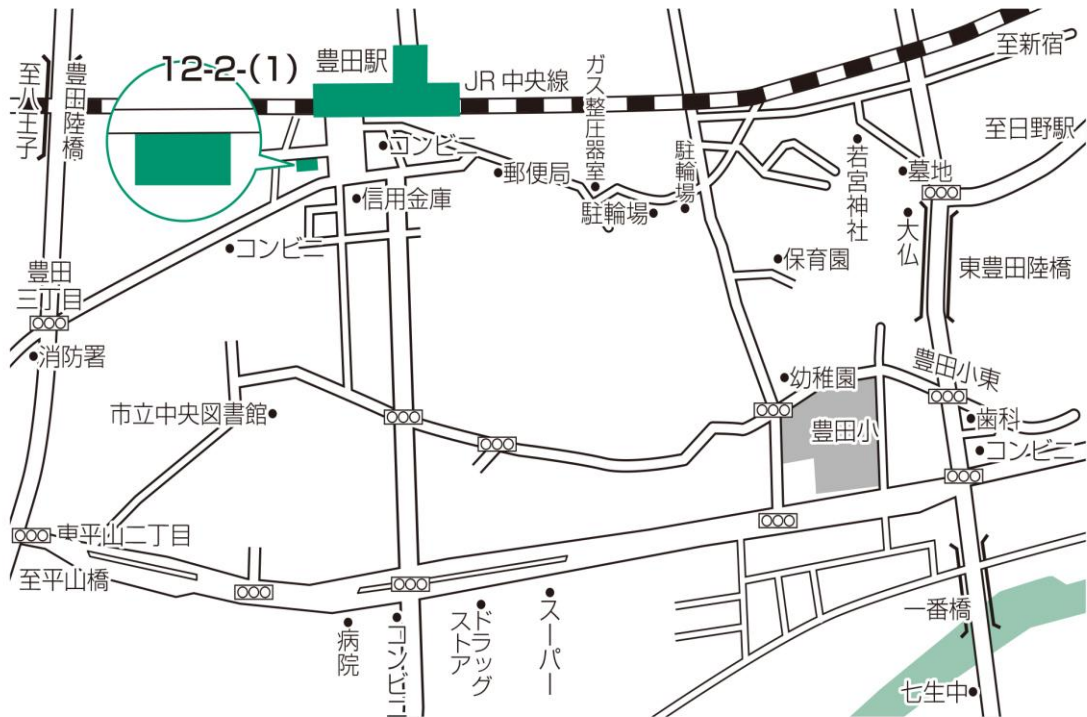 12-2-(1)
豊田駅
JR中央線
ガス整圧器室
至新宿
至八王子
豊田陸橋
コンビニ
郵便局
駐輪場
駐輪場
若宮神社
墓地
至日野駅
信用金庫
コンビニ
保育園
大仏
東豊田陸橋
豊田
三丁目
消防署
市立中央図書館
幼稚園
豊田小
豊田小東
歯科
コンビニ
東平山二丁目
至平山橋
病院
コンビニ
ドラッグ
ストア
スーパー
一番橋
七生中